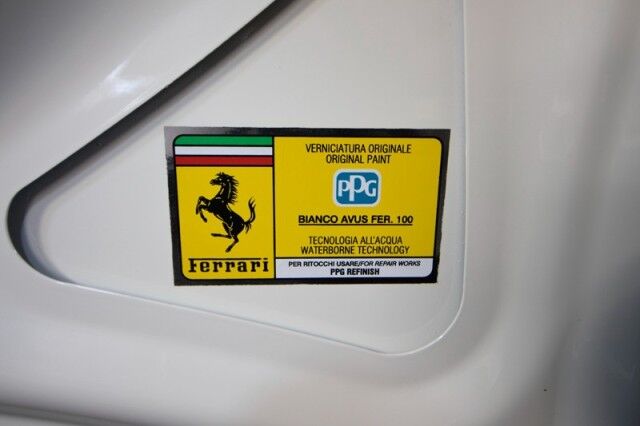 VERNICIATURA ORIGINALE
ORIGINAL PAINT
PPG
BIANCO AVUS FER. 100
TECNOLOGIA ALL'ACQUA
WATERBORNE TECHNOLOGY
Ferrari
PER RITOCCHI USARE/FOR REPAIR WORKS
PPG REFINISH